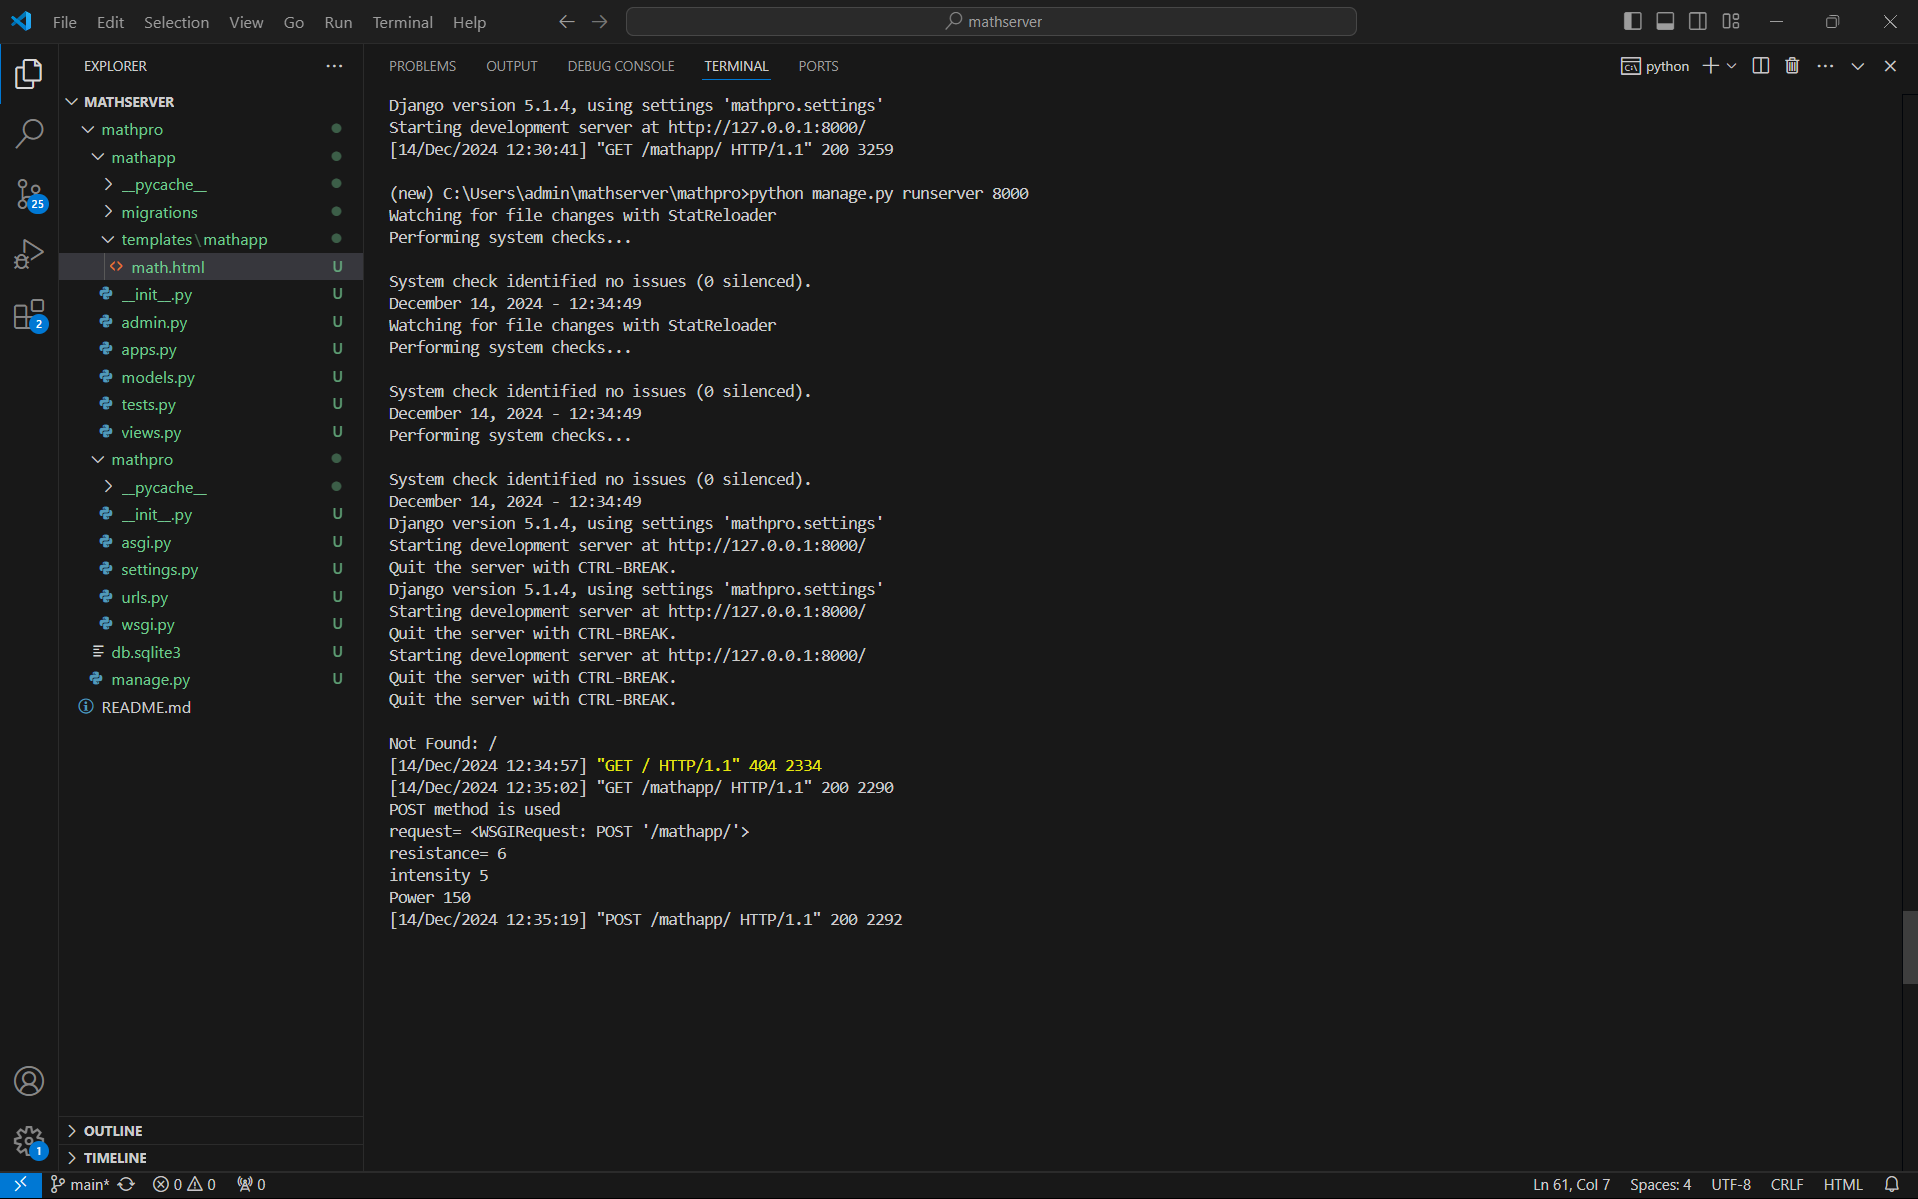 File Edit Selection View Go Run Terminal Help
mathserver
EXPLORER
MATHSERVER
mathpro
mathapp
__pycache__
migrations
templates\mathapp
math.html U
__init__.py U
admin.py U
apps.py U
models.py U
tests.py U
views.py U
mathpro
__pycache__
__init__.py U
asgi.py U
settings.py U
urls.py U
wsgi.py U
db.sqlite3 U
manage.py U
README.md
OUTLINE
TIMELINE
25
2
1
PROBLEMS OUTPUT DEBUG CONSOLE TERMINAL PORTS
python
Django version 5.1.4, using settings 'mathpro.settings'
Starting development server at http://127.0.0.1:8000/
[14/Dec/2024 12:30:41] "GET /mathapp/ HTTP/1.1" 200 3259
(new) C:\Users\admin\mathserver\mathpro>python manage.py runserver 8000
Watching for file changes with StatReloader
Performing system checks...
System check identified no issues (0 silenced).
December 14, 2024 - 12:34:49
Watching for file changes with StatReloader
Performing system checks...
System check identified no issues (0 silenced).
December 14, 2024 - 12:34:49
Performing system checks...
System check identified no issues (0 silenced).
December 14, 2024 - 12:34:49
Django version 5.1.4, using settings 'mathpro.settings'
Starting development server at http://127.0.0.1:8000/
Quit the server with CTRL-BREAK.
Django version 5.1.4, using settings 'mathpro.settings'
Starting development server at http://127.0.0.1:8000/
Quit the server with CTRL-BREAK.
Starting development server at http://127.0.0.1:8000/
Quit the server with CTRL-BREAK.
Quit the server with CTRL-BREAK.
Not Found: /
[14/Dec/2024 12:34:57] "GET / HTTP/1.1" 404 2334
[14/Dec/2024 12:35:02] "GET /mathapp/ HTTP/1.1" 200 2290
POST method is used
request= <WSGIRequest: POST '/mathapp/'>
resistance= 6
intensity 5
Power 150
[14/Dec/2024 12:35:19] "POST /mathapp/ HTTP/1.1" 200 2292
main* 0 0 0
Ln 61, Col 7 Spaces: 4 UTF-8 CRLF HTML